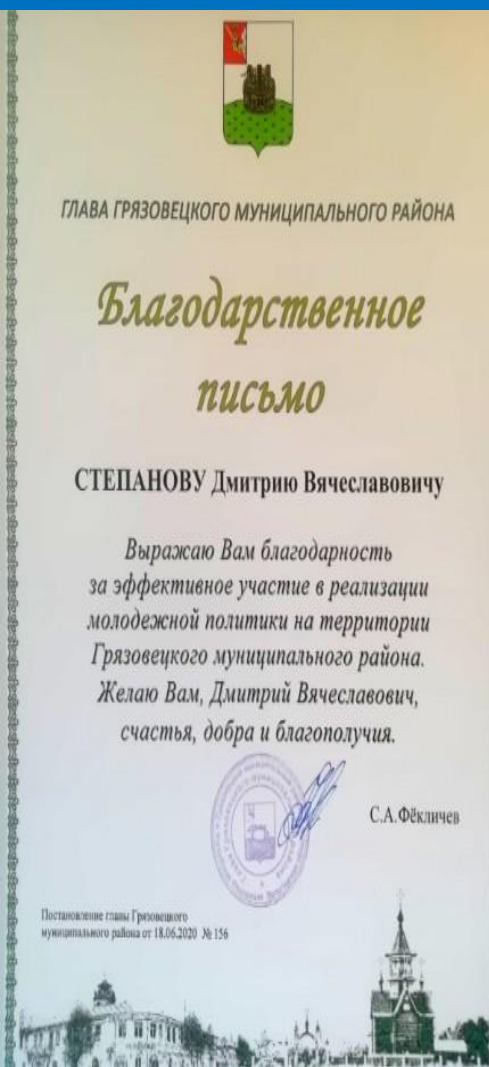 ГЛАВА ГРЯЗОВЕЦКОГО МУНИЦИПАЛЬНОГО РАЙОНА
Благодарственное
письмо
СТЕПАНОВУ Дмитрию Вячеславовичу
Выражаю Вам благодарность
за эффективное участие в реализации
молодежной политики на территории
Грязовецкого муниципального района.
Желаю Вам, Дмитрий Вячеславович,
счастья, добра и благополучия.
С.А.Фёкличев
Постановление главы Грязовецкого
муниципального района от 18.06.2020 № 156